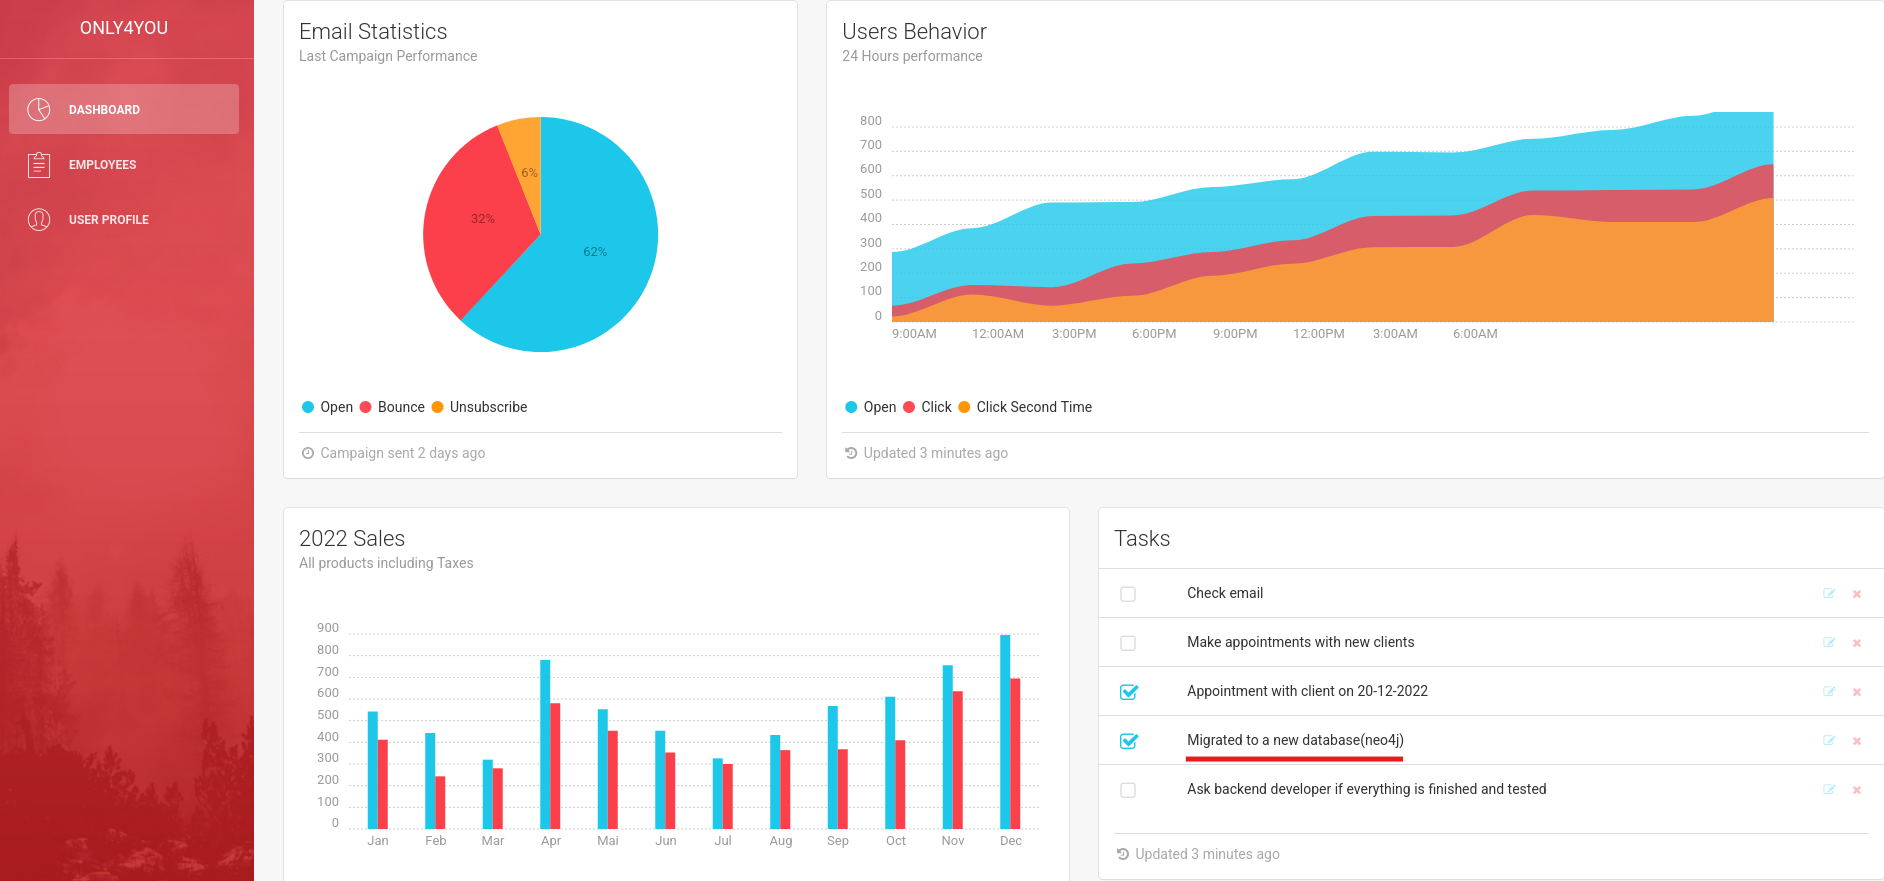 ONLY4YOU
DASHBOARD
EMPLOYEES
USER PROFILE
Email Statistics
Last Campaign Performance
6%
32%
62%
Open Bounce Unsubscribe
Campaign sent 2 days ago
Users Behavior
24 Hours performance
800
700
600
500
400
300
200
100
0
9:00AM 12:00AM 3:00PM 6:00PM 9:00PM 12:00PM 3:00AM 6:00AM
Open Click Click Second Time
Updated 3 minutes ago
2022 Sales
All products including Taxes
900
800
700
600
500
400
300
200
100
0
Jan Feb Mar Apr Mai Jun Jul Aug Sep Oct Nov Dec
Tasks
Check email
Make appointments with new clients
Appointment with client on 20-12-2022
Migrated to a new database(neo4j)
Ask backend developer if everything is finished and tested
Updated 3 minutes ago